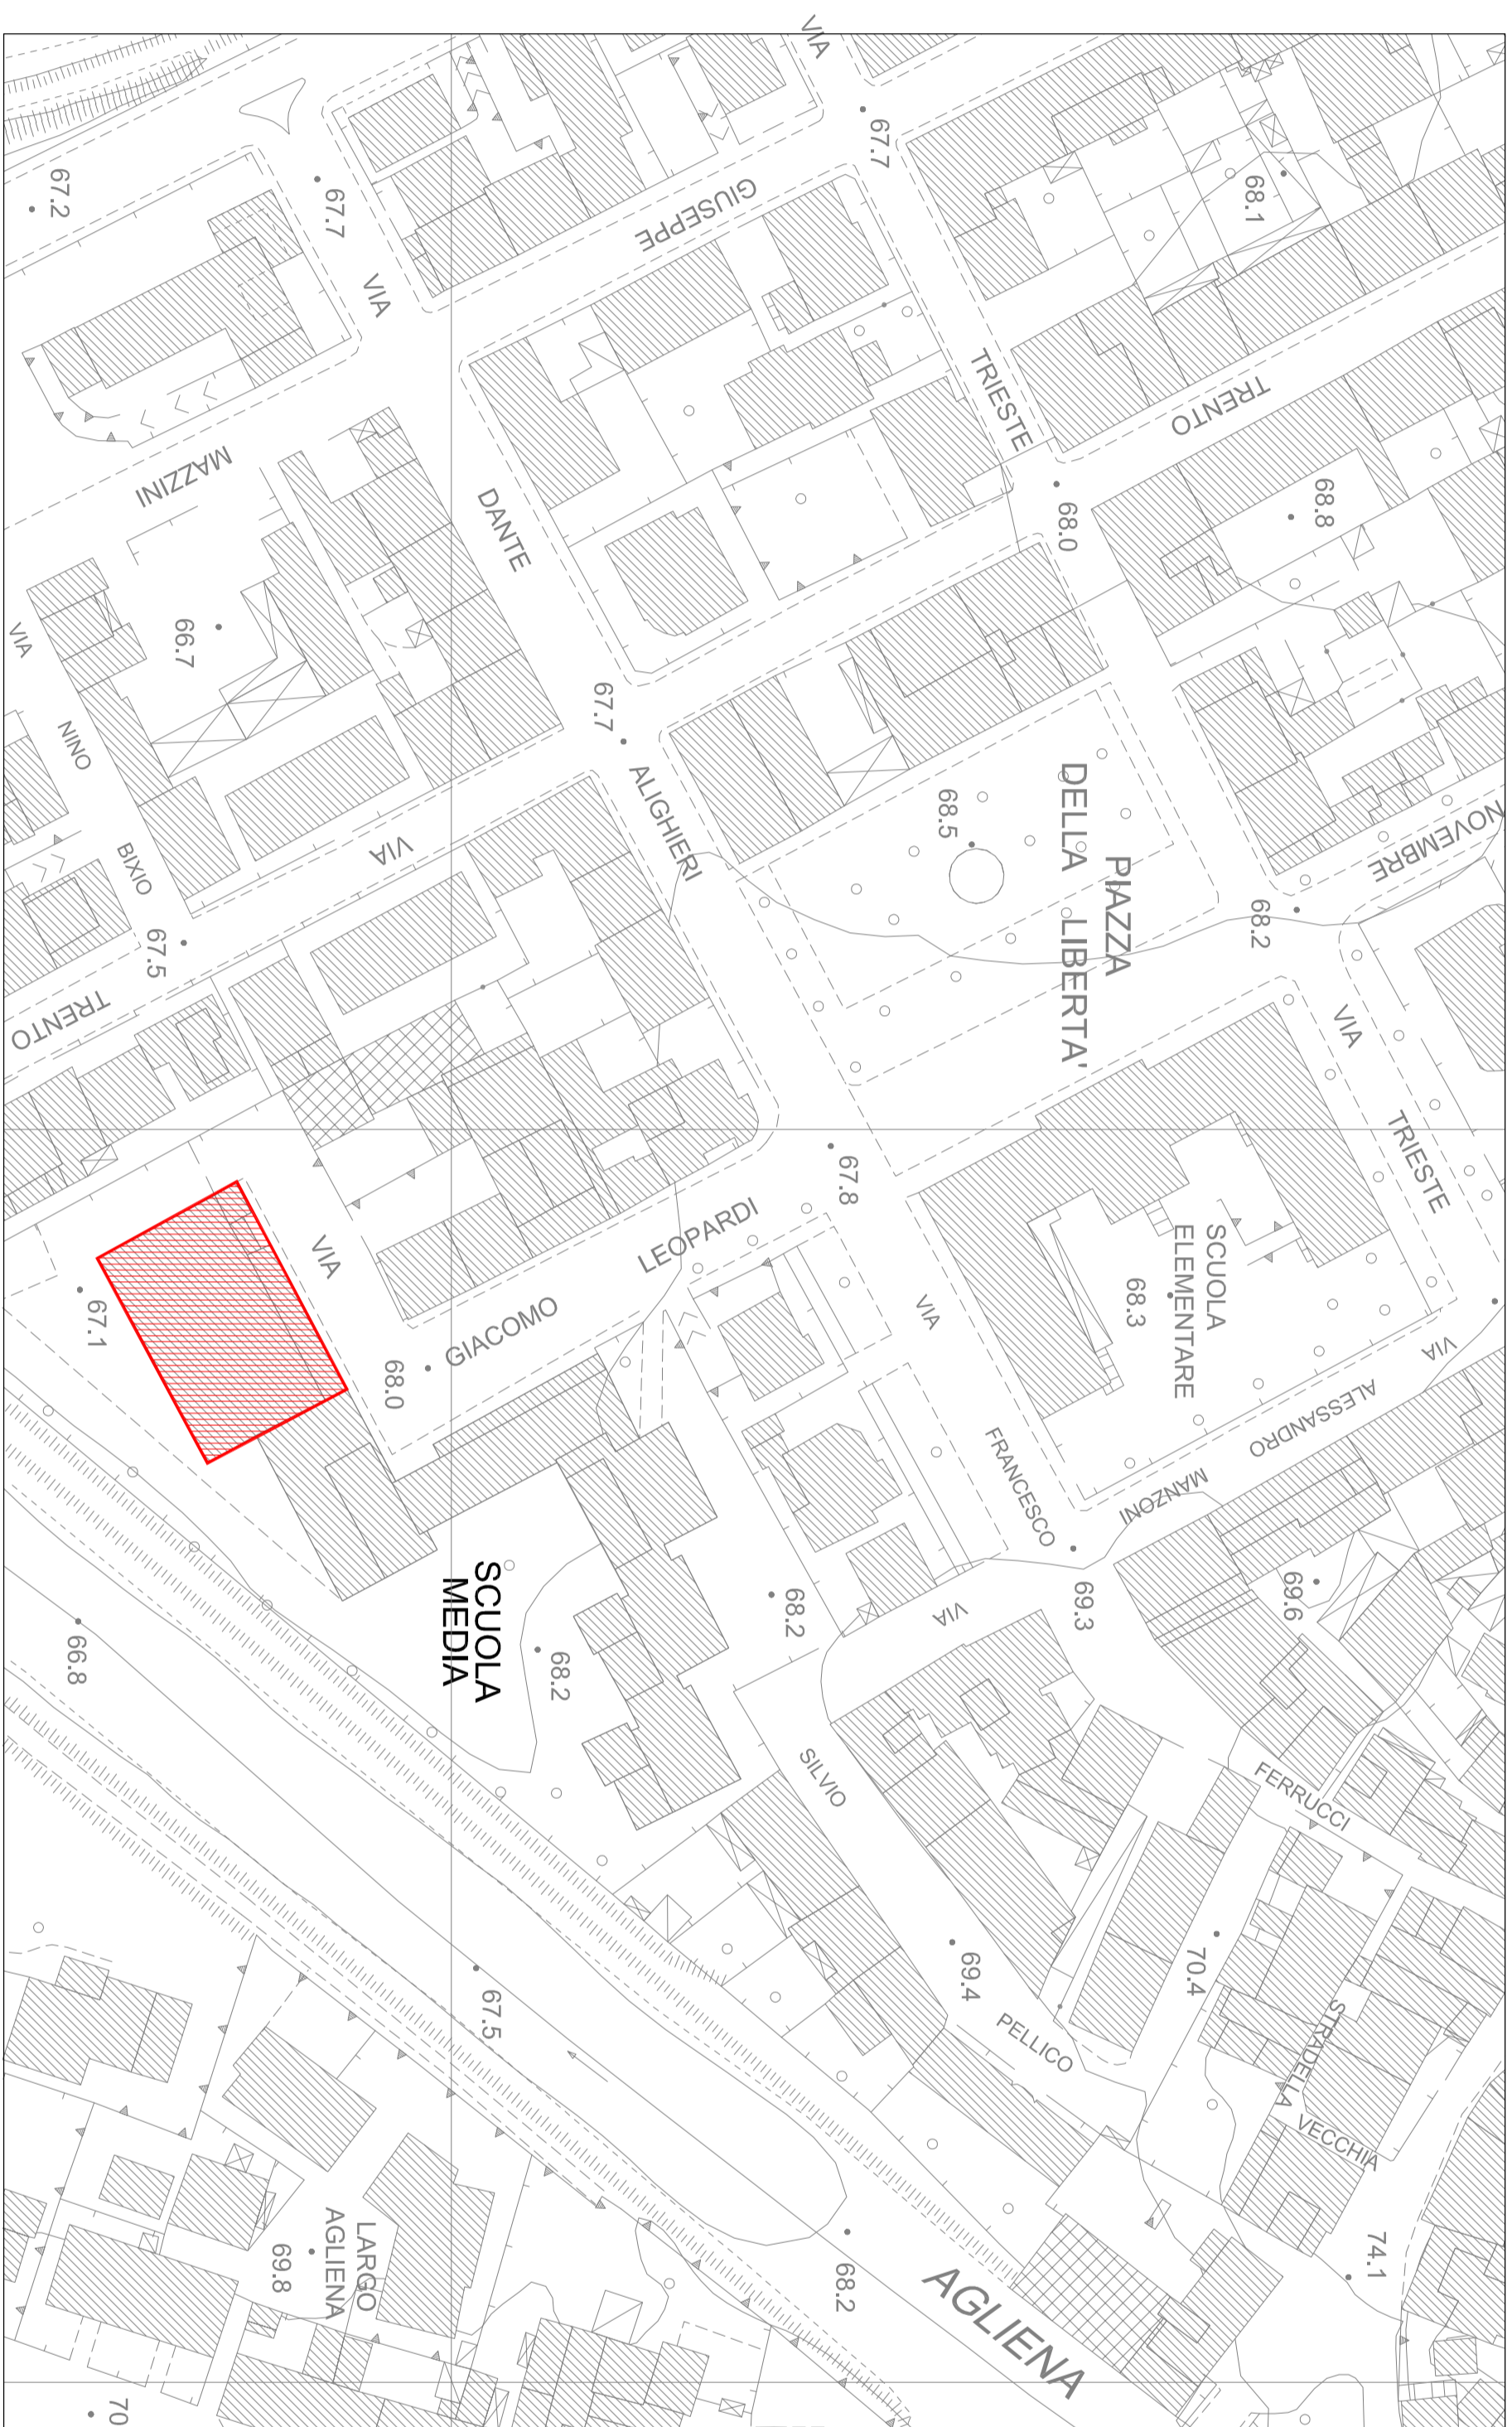 VIA
67.7
68.1
67.2
67.7
GIUSEPPE
VIA
TRIESTE
TRENTO
MAZZINI
DANTE
68.0
68.8
66.7
VIA
NINO
BIXIO
67.7
ALIGHIERI
VIA
68.5
PIAZZA
DELLA LIBERTA'
NOVEMBRE
68.2
67.5
TRENTO
VIA
TRIESTE
67.8
LEOPARDI
GIACOMO
VIA
67.1
68.0
SCUOLA
ELEMENTARE
68.3
VIA
FRANCESCO
VIA
ALESSANDRO
MANZONI
69.3
69.6
SCUOLA
MEDIA
68.2
68.2
VIA
SILVIO
PELLICO
66.8
FERRUCCI
69.4
70.4
STRADELLA
VECCHIA
67.5
74.1
LARGO
AGLIENA
69.8
68.2
AGLIENA
70